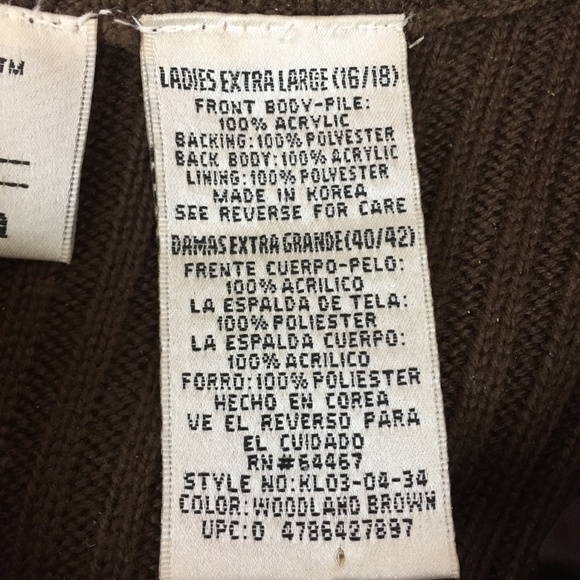 TM
LADIES EXTRA LARGE (16/18)
FRONT BODY-PILE:
100% ACRYLIC
BACKING: 100% POLYESTER
BACK BODY: 100% ACRYLIC
LINING: 100% POLYESTER
MADE IN KOREA
SEE REVERSE FOR CARE
DAMAS EXTRA GRANDE (40/42)
FRENTE CUERPO-PELO:
100% ACRILICO
LA ESPALDA DE TELA:
100% POLIESTER
LA ESPALDA CUERPO:
100% ACRILICO
FORRO: 100% POLIESTER
HECHO EN COREA
VE EL REVERSO PARA
EL CUIDADO
RN#64467
STYLE NO: KL03-04-34
COLOR: WOODLAND BROWN
UPC: 0 4786427897